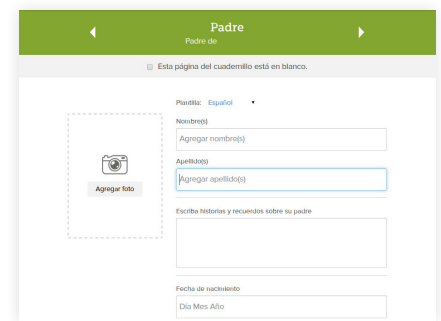 Padre
Padre de
Esta página del cuadernillo está en blanco.
Plantilla: Español
Nombre(s)
Agregar nombre(s)
Apellido(s)
Agregar apellido(s)
Agregar foto
Escriba historias y recuerdos sobre su padre
Fecha de nacimiento
Día Mes Año